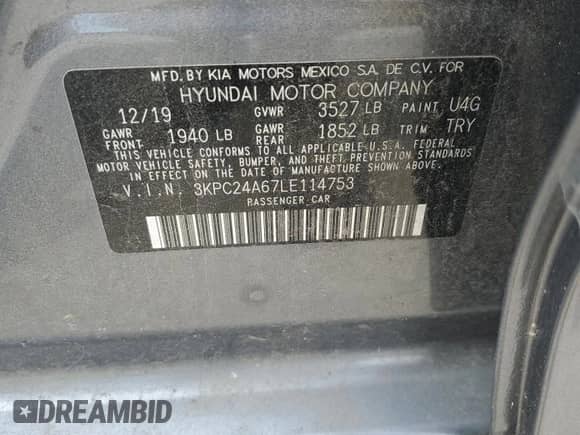 MFD. BY KIA MOTORS MEXICO S.A. DE C.V. FOR
HYUNDAI MOTOR COMPANY
12/19 GVWR 3527 LB PAINT U4G
GAWR FRONT 1940 LB GAWR REAR 1852 LB TRIM TRY
THIS VEHICLE CONFORMS TO ALL APPLICABLE U.S.A. FEDERAL
MOTOR VEHICLE SAFETY, BUMPER, AND THEFT PREVENTION
STANDARDS IN EFFECT ON THE DATE OF MANUFACTURE SHOWN ABOVE.
V.I.N. 3KPC24A67LE114753
PASSENGER CAR
DREAMBID